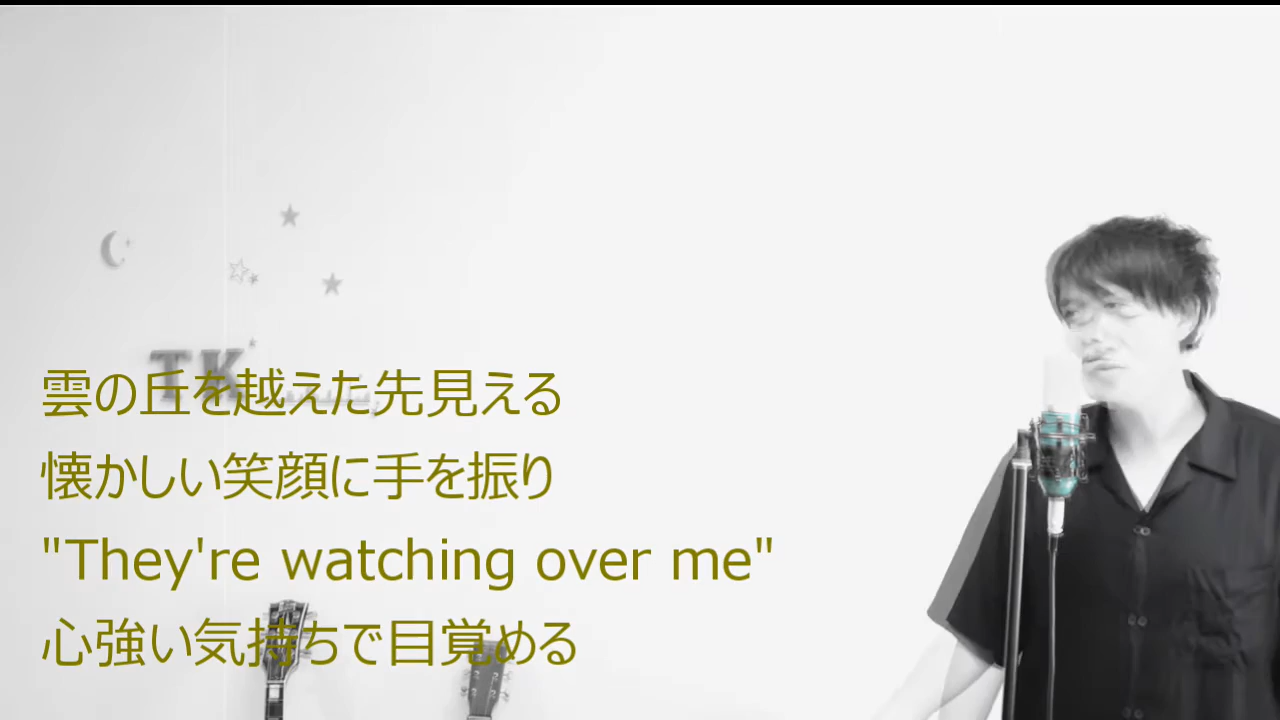 TK
雲の丘を越えた先見える
懐かしい笑顔に手を振り
"They're watching over me"
心強い気持ちで目覚める